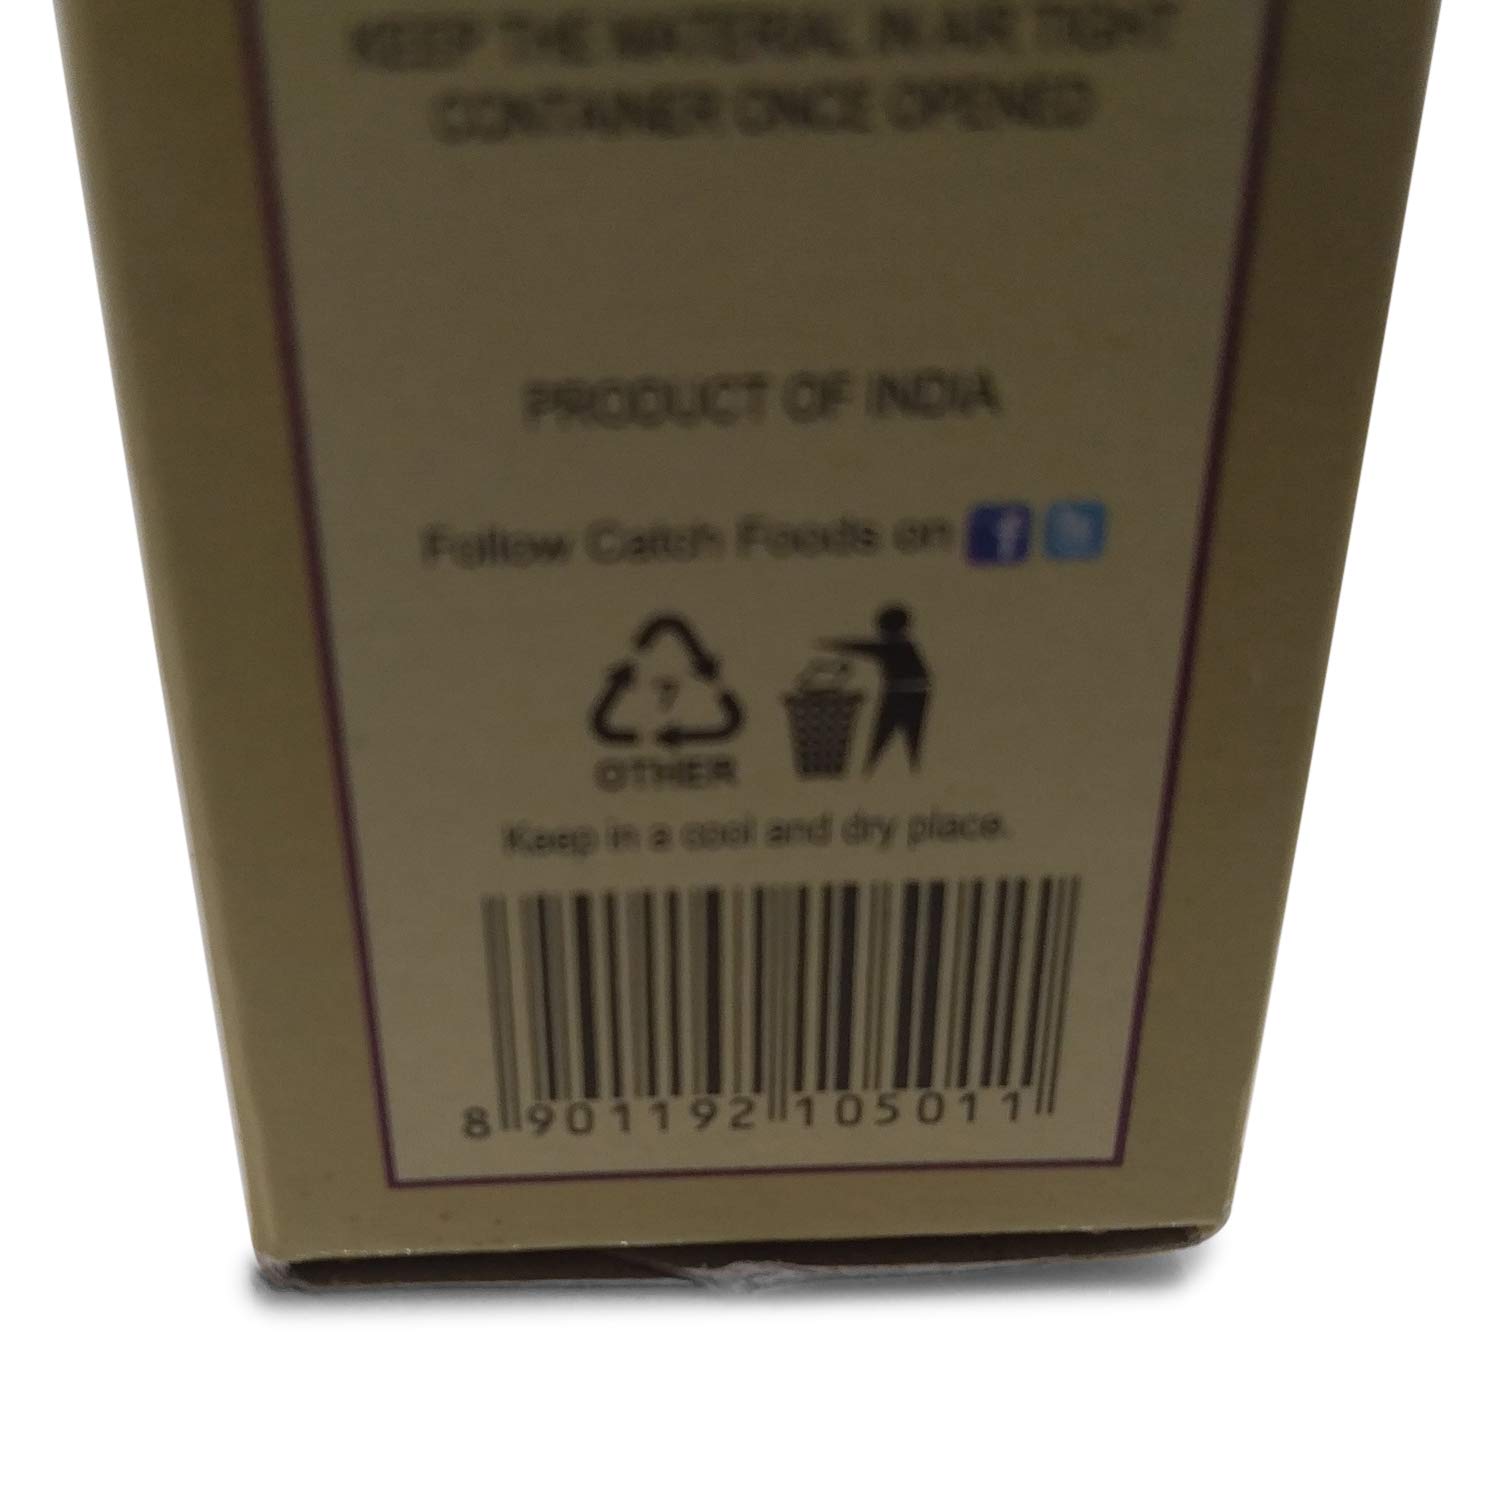 KEEP THE MATERIAL IN AIR TIGHT
CONTAINER ONCE OPENED
PRODUCT OF INDIA
Follow Catch Foods on f
7
OTHER
Keep in a cool and dry place.
8 901192 105011